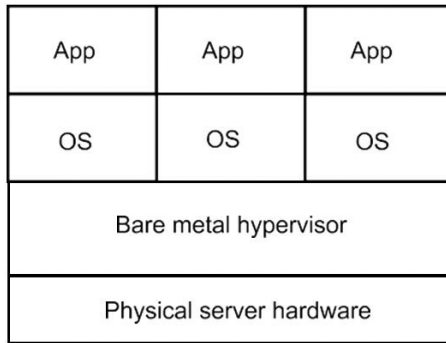 App App App
OS OS OS
Bare metal hypervisor
Physical server hardware